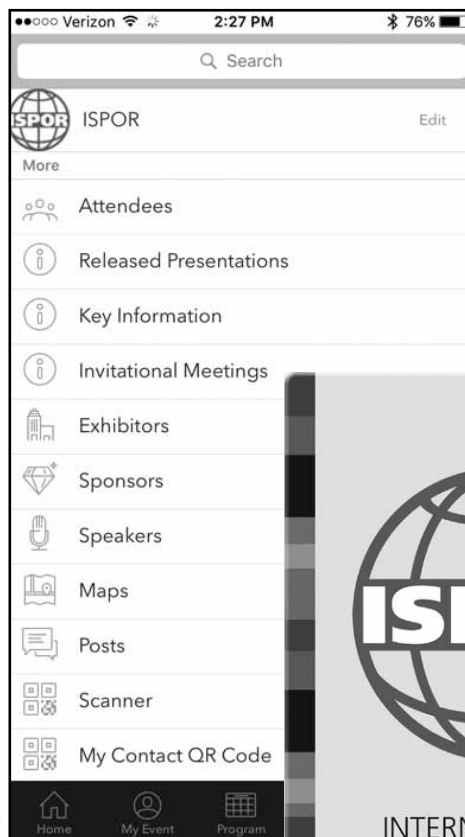 Verizon 2:27 PM 76%
Search
ISPOR ISPOR Edit
More
Attendees
Released Presentations
Key Information
Invitational Meetings
Exhibitors
Sponsors
Speakers
Maps
Posts
Scanner
My Contact QR Code
Home My Event Program